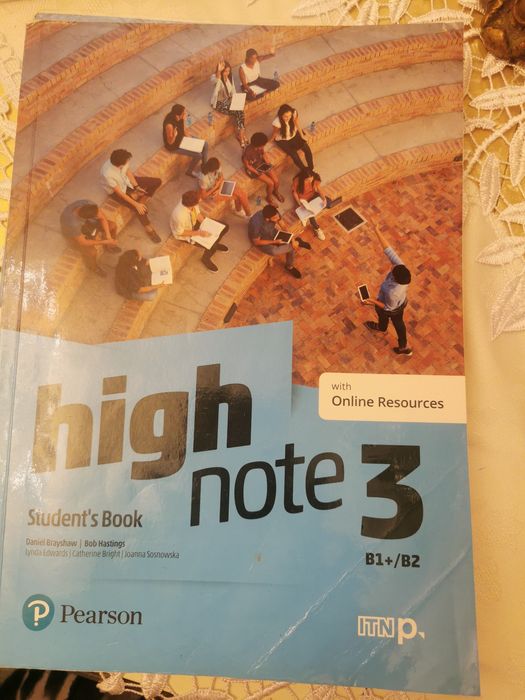 with
Online Resources
high
note 3
Student's Book
B1+/B2
Daniel Brayshaw | Bob Hastings
Lynda Edwards | Catherine Bright | Joanna Sosnowska
Pearson
ITN p.